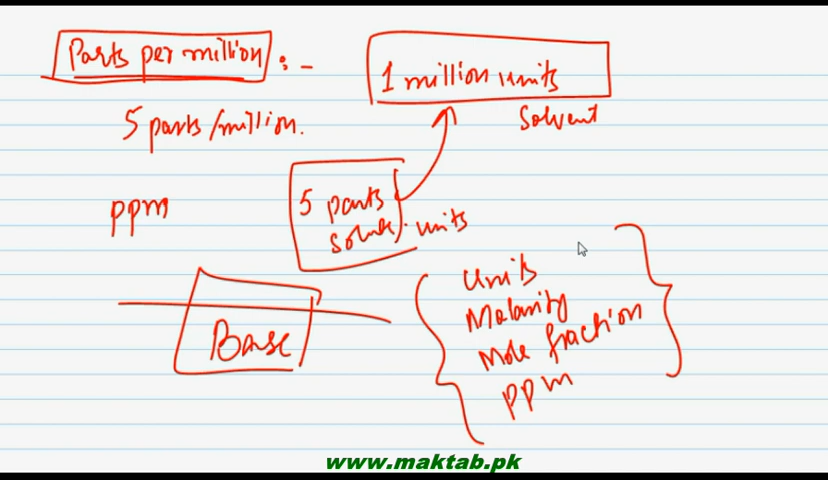 Parts per million :-
1 million units
solvent
5 parts/million.
ppm
5 parts
solute). units
Base
Units
Molarity
Mole fraction
ppm
www.maktab.pk